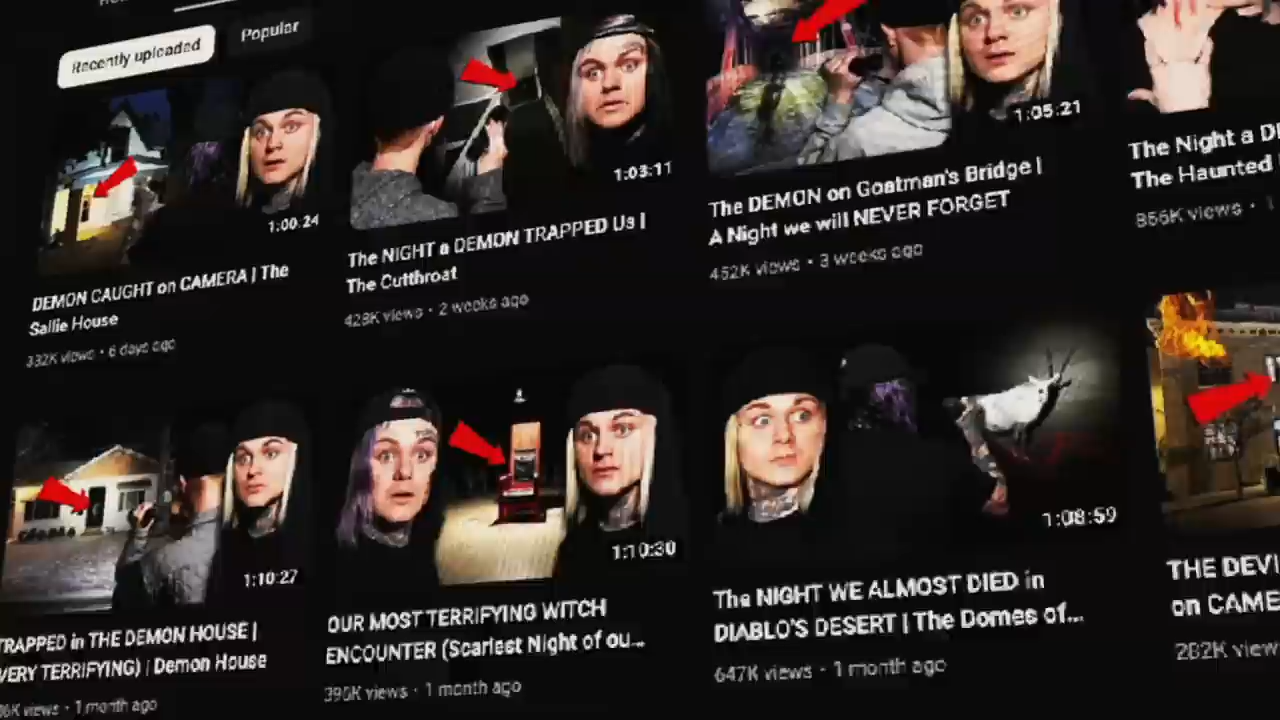 Recently uploaded
Popular
1:00:24
DEMON CAUGHT on CAMERA | The
Sallie House
332K views • 6 days ago
1:03:11
The NIGHT a DEMON TRAPPED Us |
The Cutthroat
428K views • 2 weeks ago
1:05:21
The DEMON on Goatman's Bridge |
A Night we will NEVER FORGET
452K views • 3 weeks ago
The Night a
The Haunted
856K views •
1:10:27
TRAPPED in THE DEMON HOUSE |
VERY TERRIFYING) | Demon House
views • 1 month ago
1:10:30
OUR MOST TERRIFYING WITCH
ENCOUNTER (Scariest Night of ou...
views • 1 month ago
1:08:59
The NIGHT WE ALMOST DIED in
DIABLO'S DESERT | The Domes of...
647K views • 1 month ago
THE DEVI
on CAME
282K view